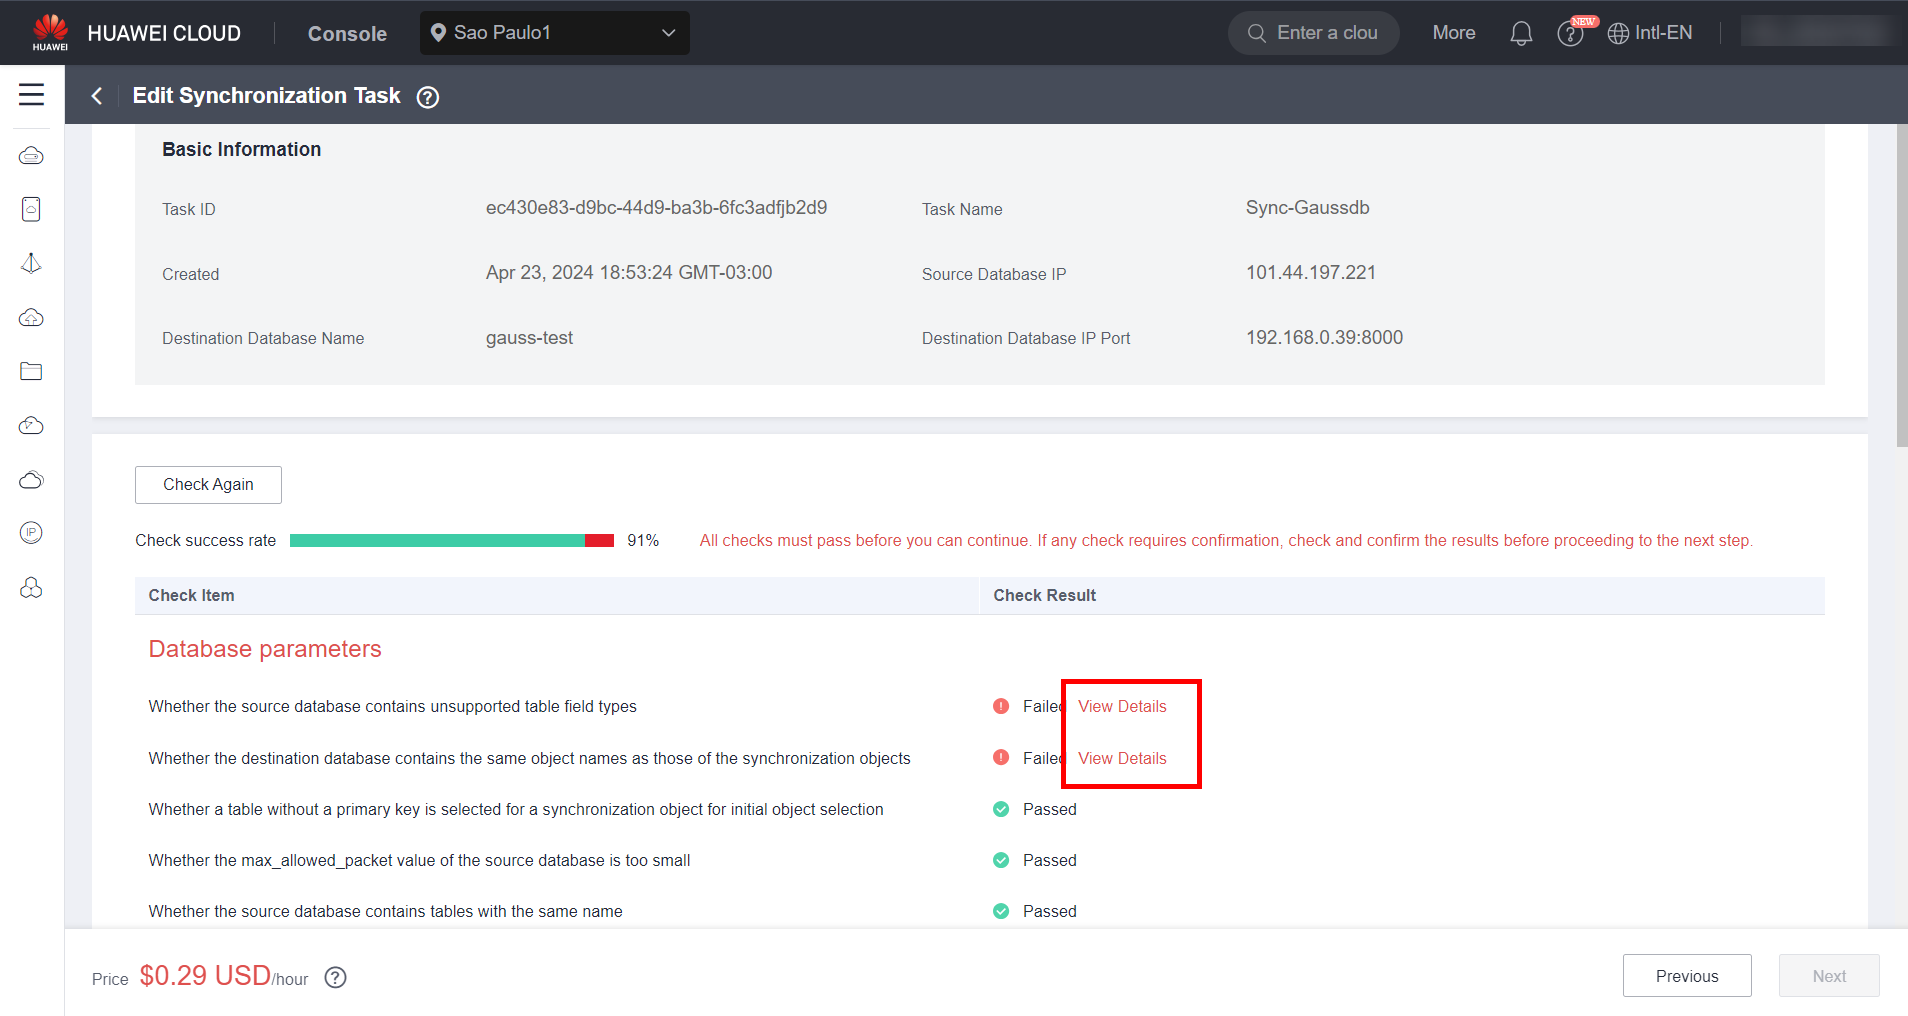 HUAWEI
HUAWEI CLOUD
Console
Sao Paulo1
Enter a clou
More
NEW
Intl-EN
Edit Synchronization Task
Basic Information
Task ID
ec430e83-d9bc-44d9-ba3b-6fc3adfjb2d9
Task Name
Sync-Gaussdb
Created
Apr 23, 2024 18:53:24 GMT-03:00
Source Database IP
101.44.197.221
Destination Database Name
gauss-test
Destination Database IP Port
192.168.0.39:8000
IP
Check Again
Check success rate
91%
All checks must pass before you can continue. If any check requires confirmation, check and confirm the results before proceeding to the next step.
Check Item
Check Result
Database parameters
Whether the source database contains unsupported table field types
Failed
View Details
Whether the destination database contains the same object names as those of the synchronization objects
Failed
View Details
Whether a table without a primary key is selected for a synchronization object for initial object selection
Passed
Whether the max_allowed_packet value of the source database is too small
Passed
Whether the source database contains tables with the same name
Passed
Price $0.29 USD/hour
Previous
Next